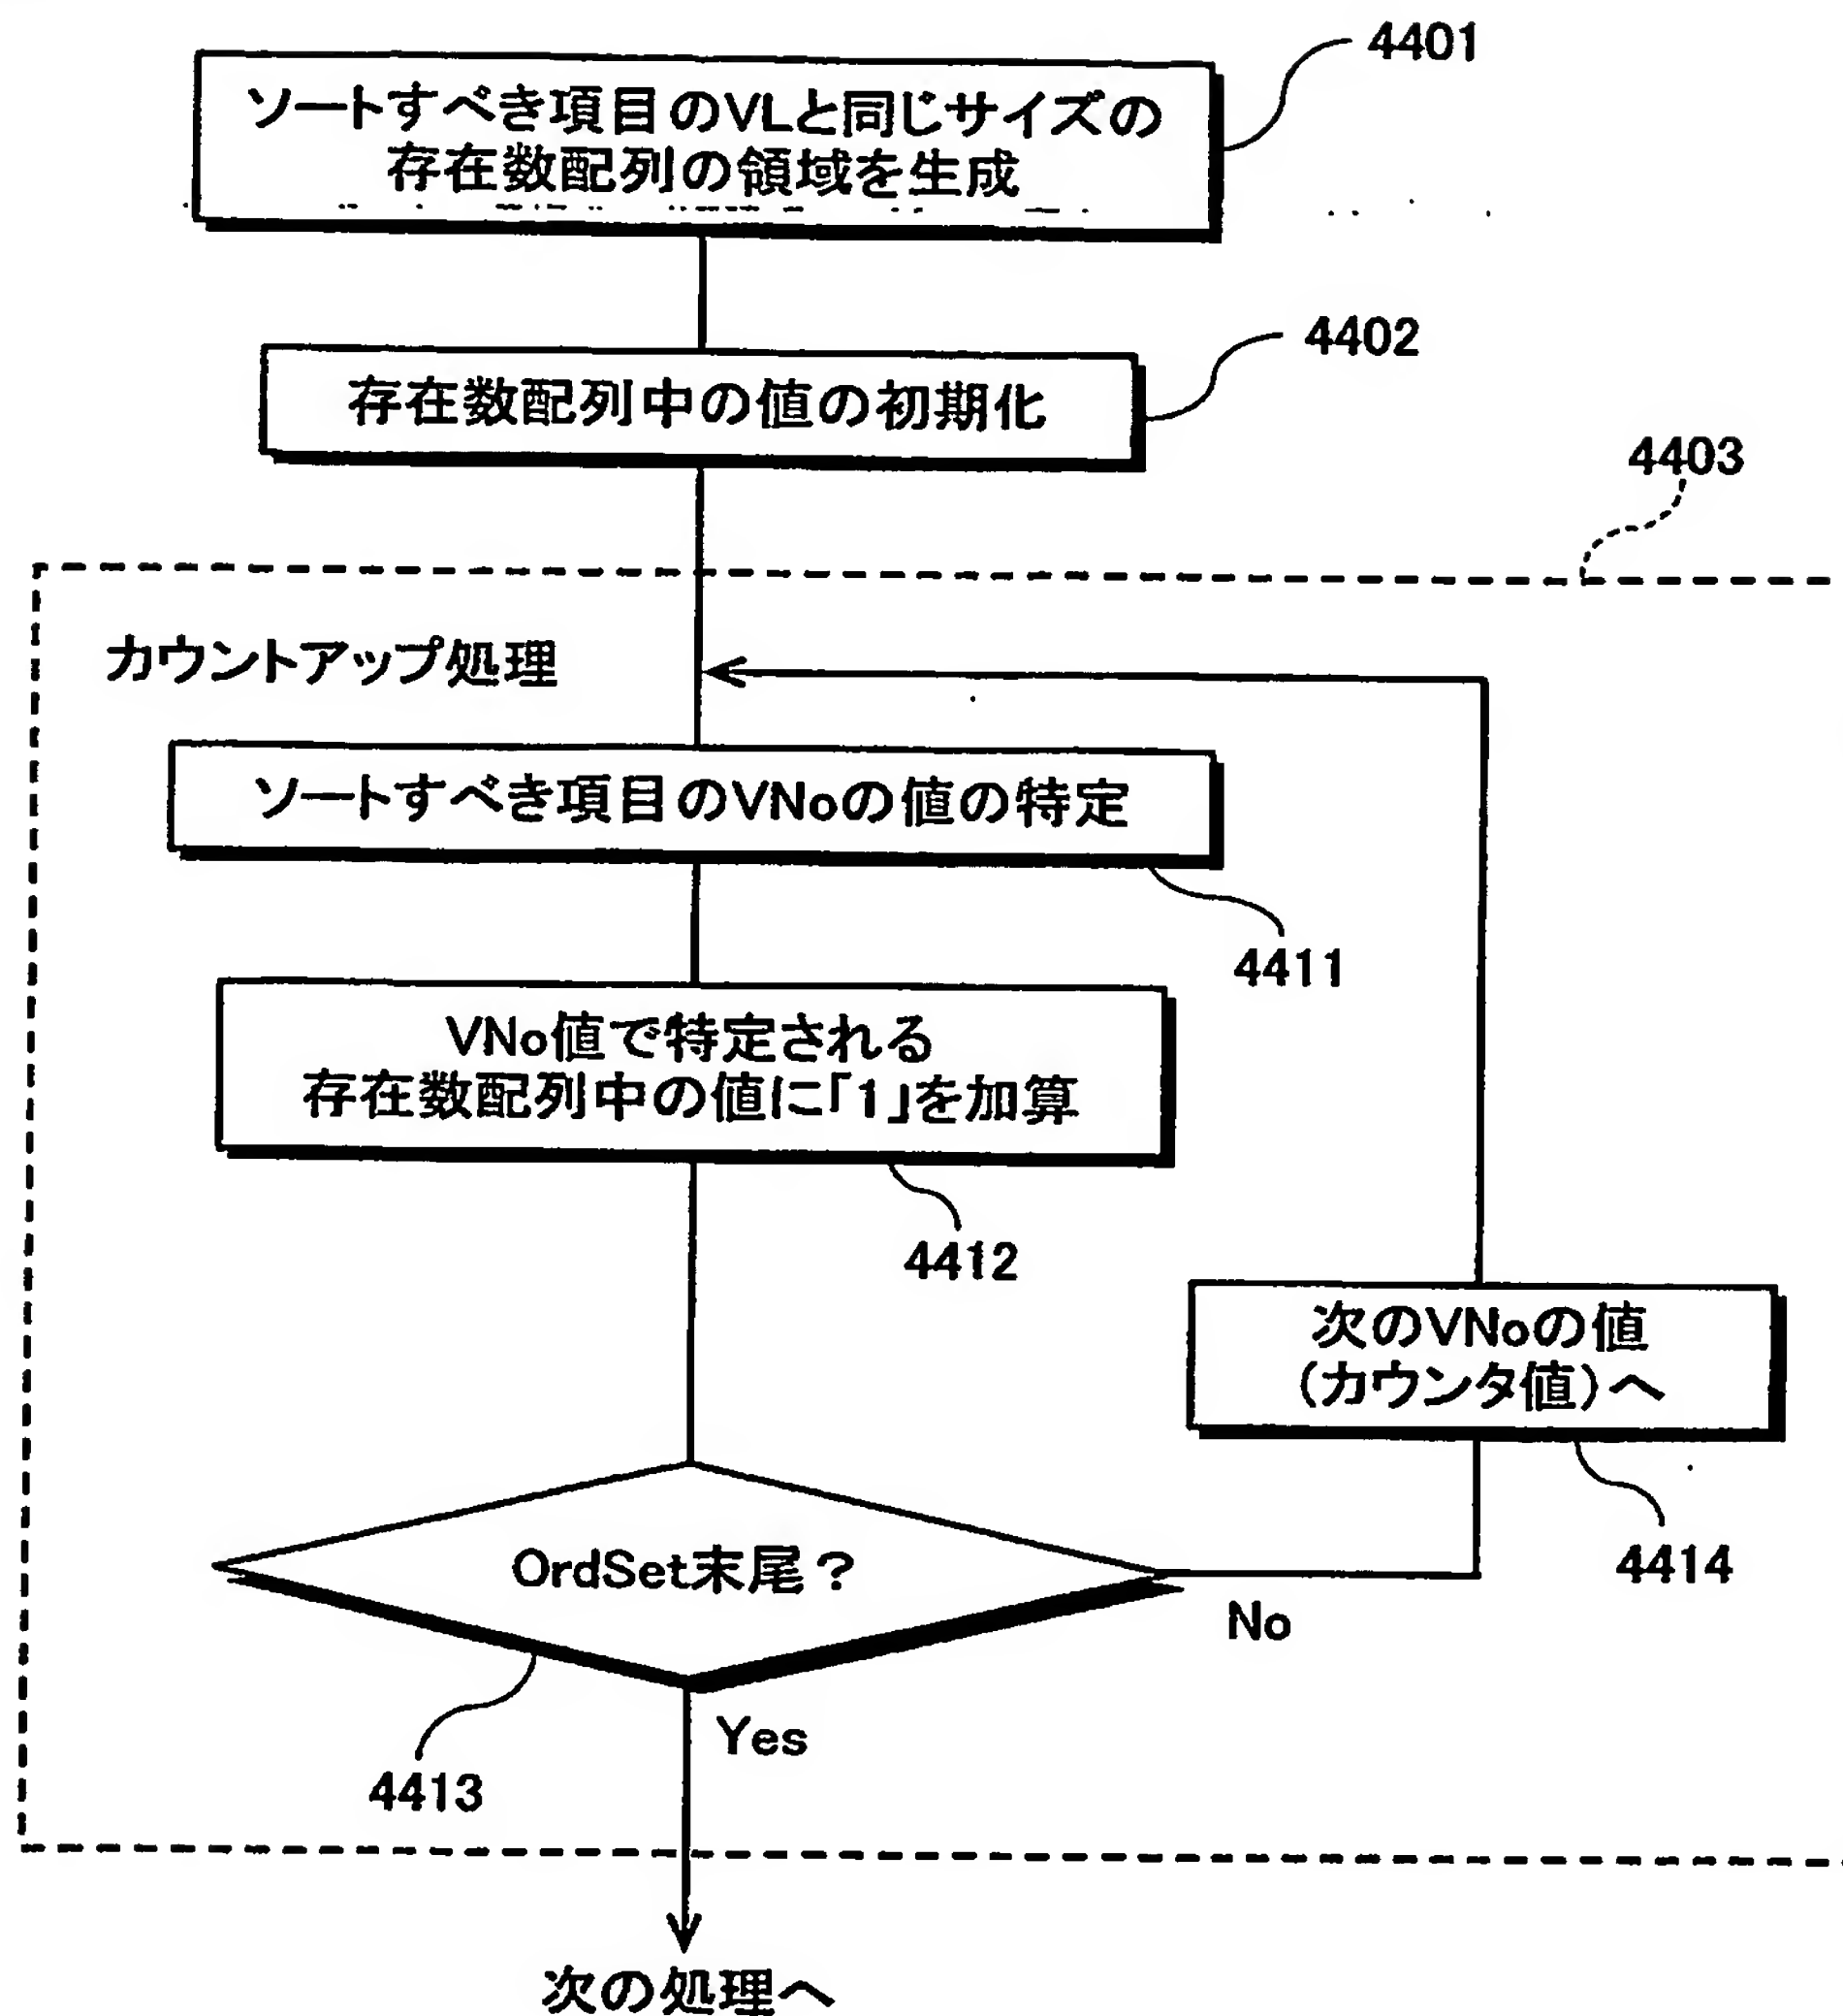 4401
ソートすべき項目のVLと同じサイズの
存在数配列の領域を生成
4402
存在数配列中の値の初期化
4403
カウントアップ処理
ソートすべき項目のVNoの値の特定
4411
VNo値で特定される
存在数配列中の値に「1」を加算
4412
次のVNoの値
(カウンタ値)へ
4414
OrdSet末尾?
No
Yes
4413
次の処理へ